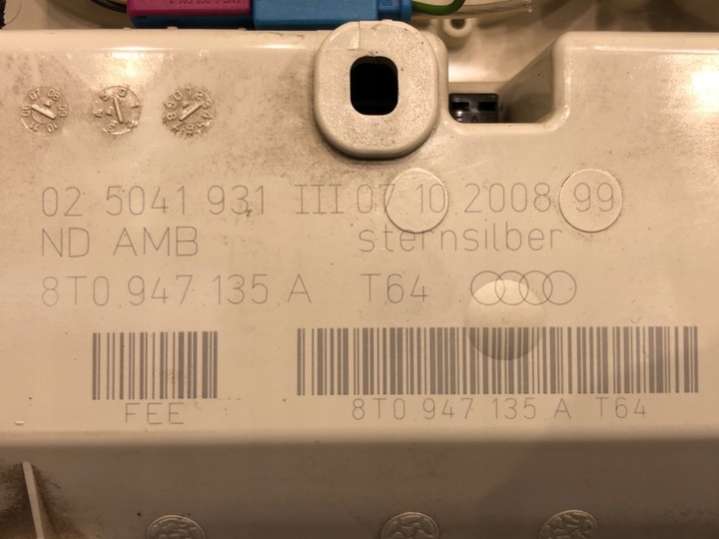 02 5041 931 III 07 10 2008 99
ND AMB sternsilber
8T0 947 135 A T64
FEE
8T0 947 135 A T64